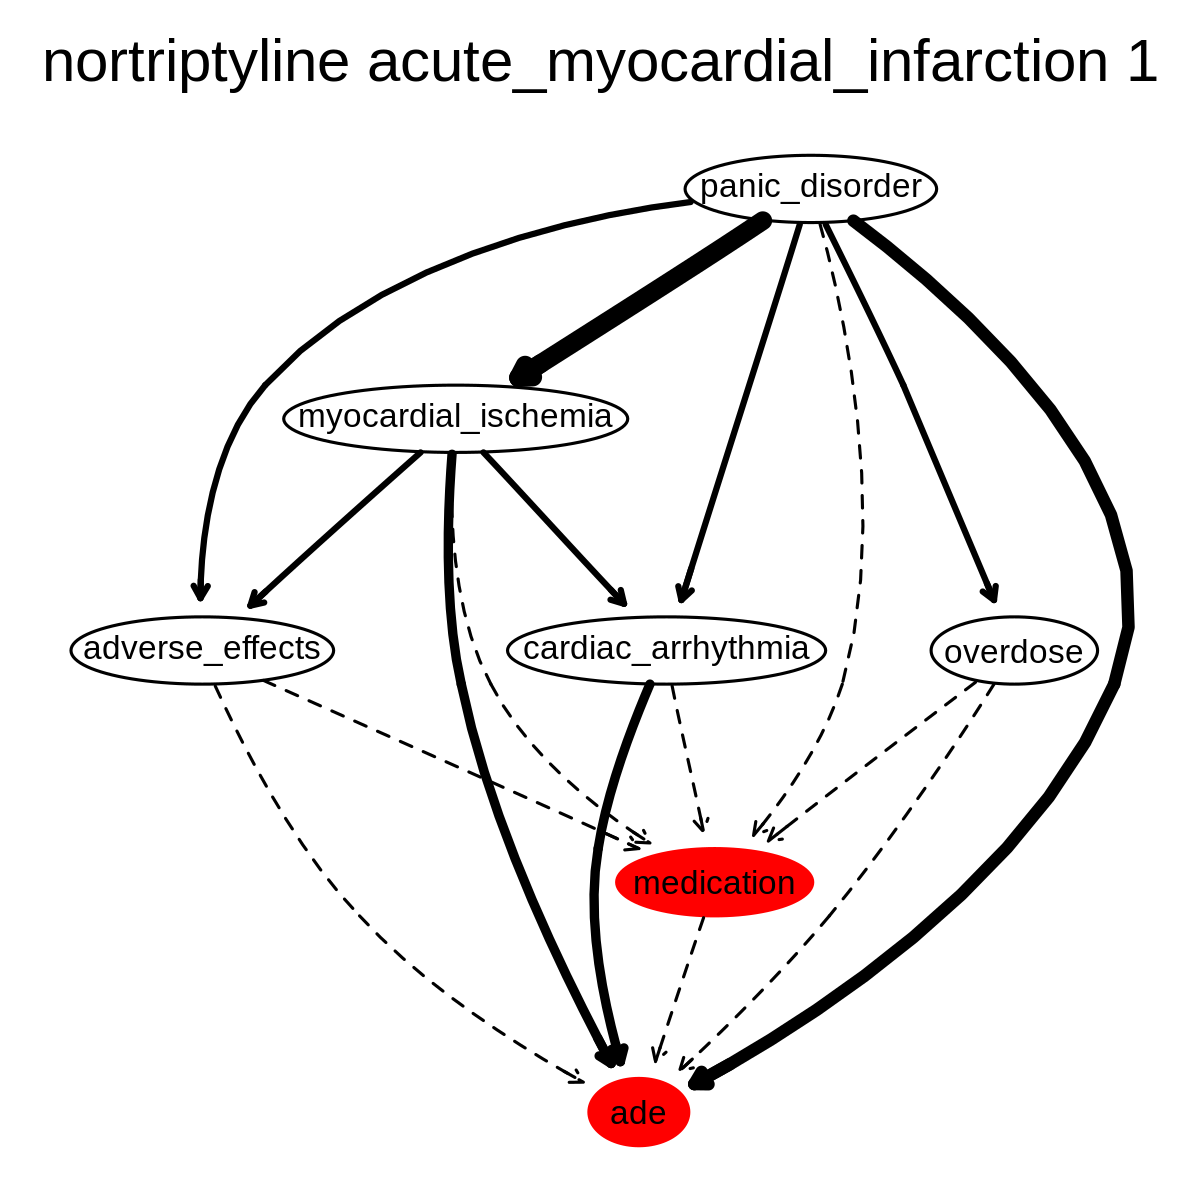 nortriptyline acute_myocardial_infarction 1
panic_disorder
myocardial_ischemia
adverse_effects
cardiac_arrhythmia
overdose
medication
ade